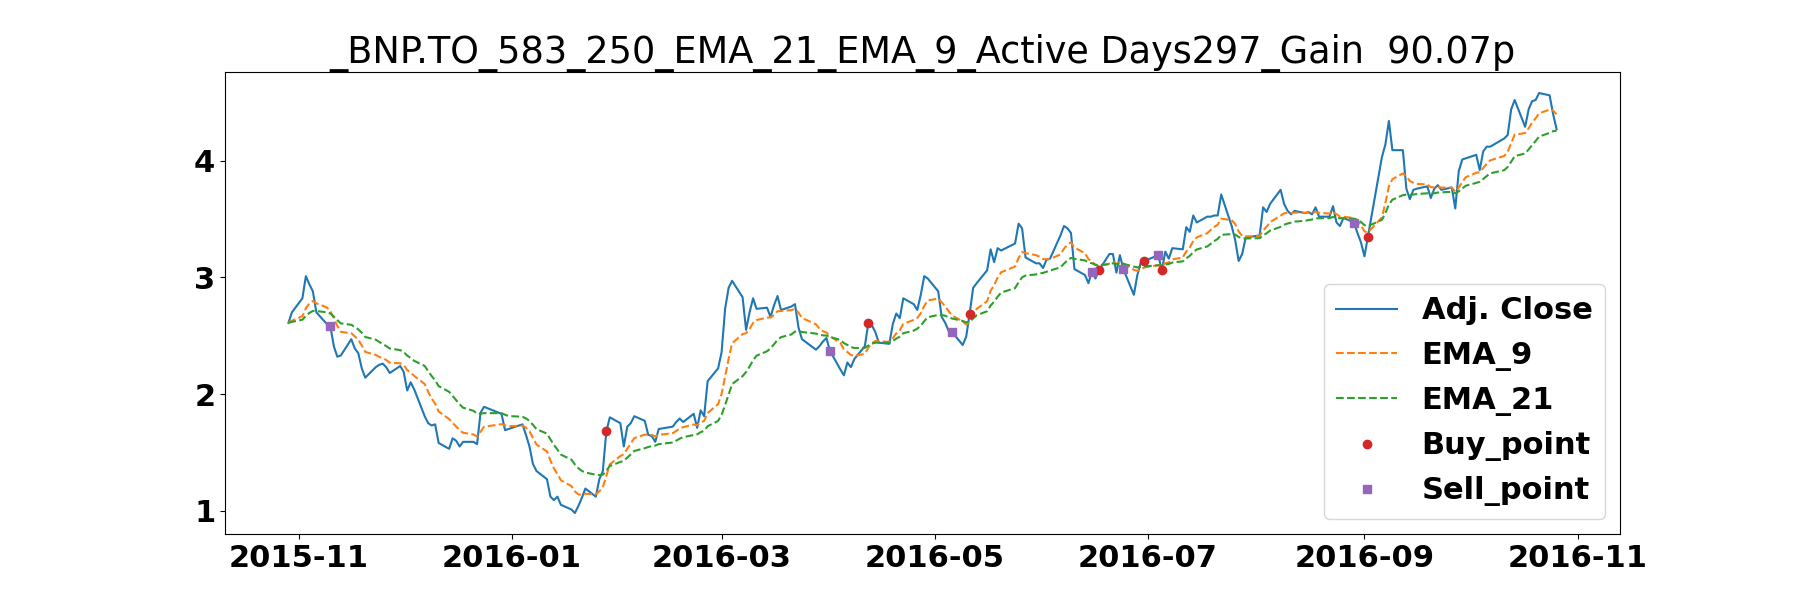 _BNP.TO_583_250_EMA_21_EMA_9_Active Days297_Gain  90.07p
4
3
2
1
Adj. Close
EMA_9
EMA_21
Buy_point
Sell_point
2015-11 2016-01 2016-03 2016-05 2016-07 2016-09 2016-11